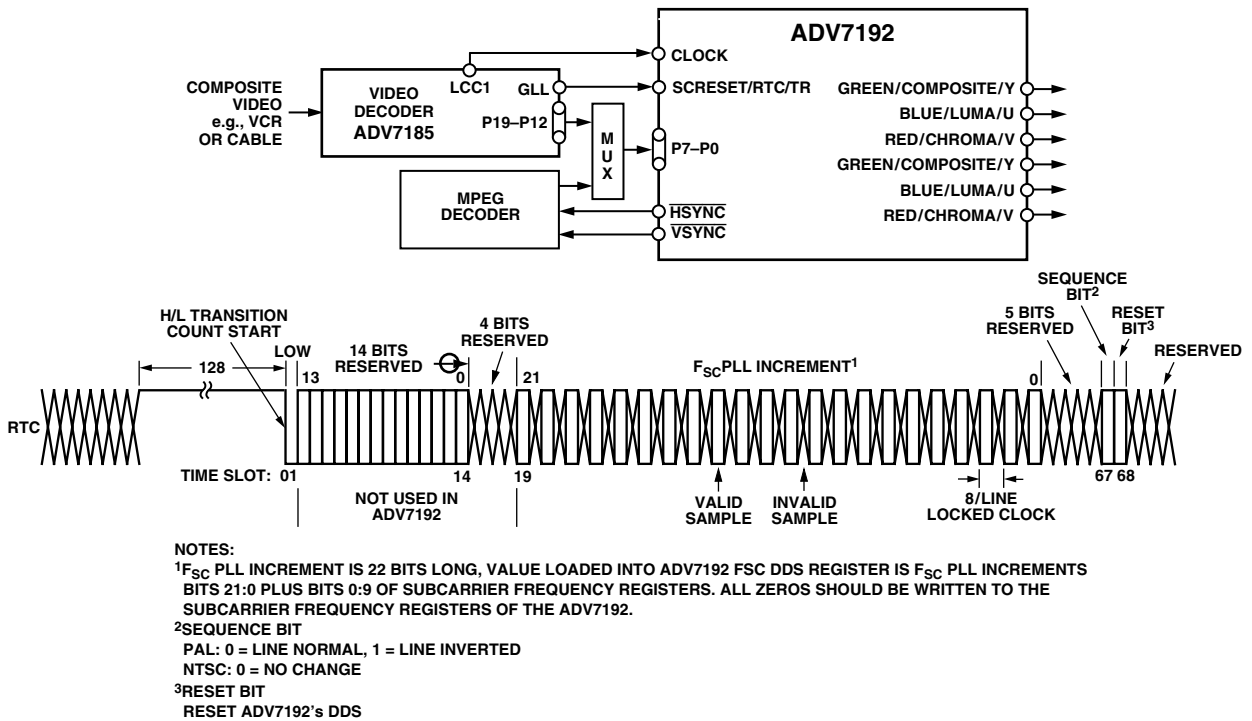 ADV7192
CLOCK
COMPOSITE
VIDEO
e.g., VCR
OR CABLE
VIDEO
DECODER
ADV7185
LCC1
GLL
P19–P12
SCRESET/RTC/TR
MUX
P7–P0
MPEG
DECODER
HSYNC
VSYNC
GREEN/COMPOSITE/Y
BLUE/LUMA/U
RED/CHROMA/V
GREEN/COMPOSITE/Y
BLUE/LUMA/U
RED/CHROMA/V
H/L TRANSITION
COUNT START
128
LOW
13
14 BITS
RESERVED
0
4 BITS
RESERVED
21
FSC PLL INCREMENT1
0
5 BITS
RESERVED
SEQUENCE
BIT2
RESET
BIT3
RESERVED
RTC
TIME SLOT: 01
14
19
67 68
NOT USED IN
ADV7192
VALID
SAMPLE
INVALID
SAMPLE
8/LINE
LOCKED CLOCK
NOTES:
1FSC PLL INCREMENT IS 22 BITS LONG, VALUE LOADED INTO ADV7192 FSC DDS REGISTER IS FSC PLL INCREMENTS
BITS 21:0 PLUS BITS 0:9 OF SUBCARRIER FREQUENCY REGISTERS. ALL ZEROS SHOULD BE WRITTEN TO THE
SUBCARRIER FREQUENCY REGISTERS OF THE ADV7192.
2SEQUENCE BIT
PAL: 0 = LINE NORMAL, 1 = LINE INVERTED
NTSC: 0 = NO CHANGE
3RESET BIT
RESET ADV7192's DDS